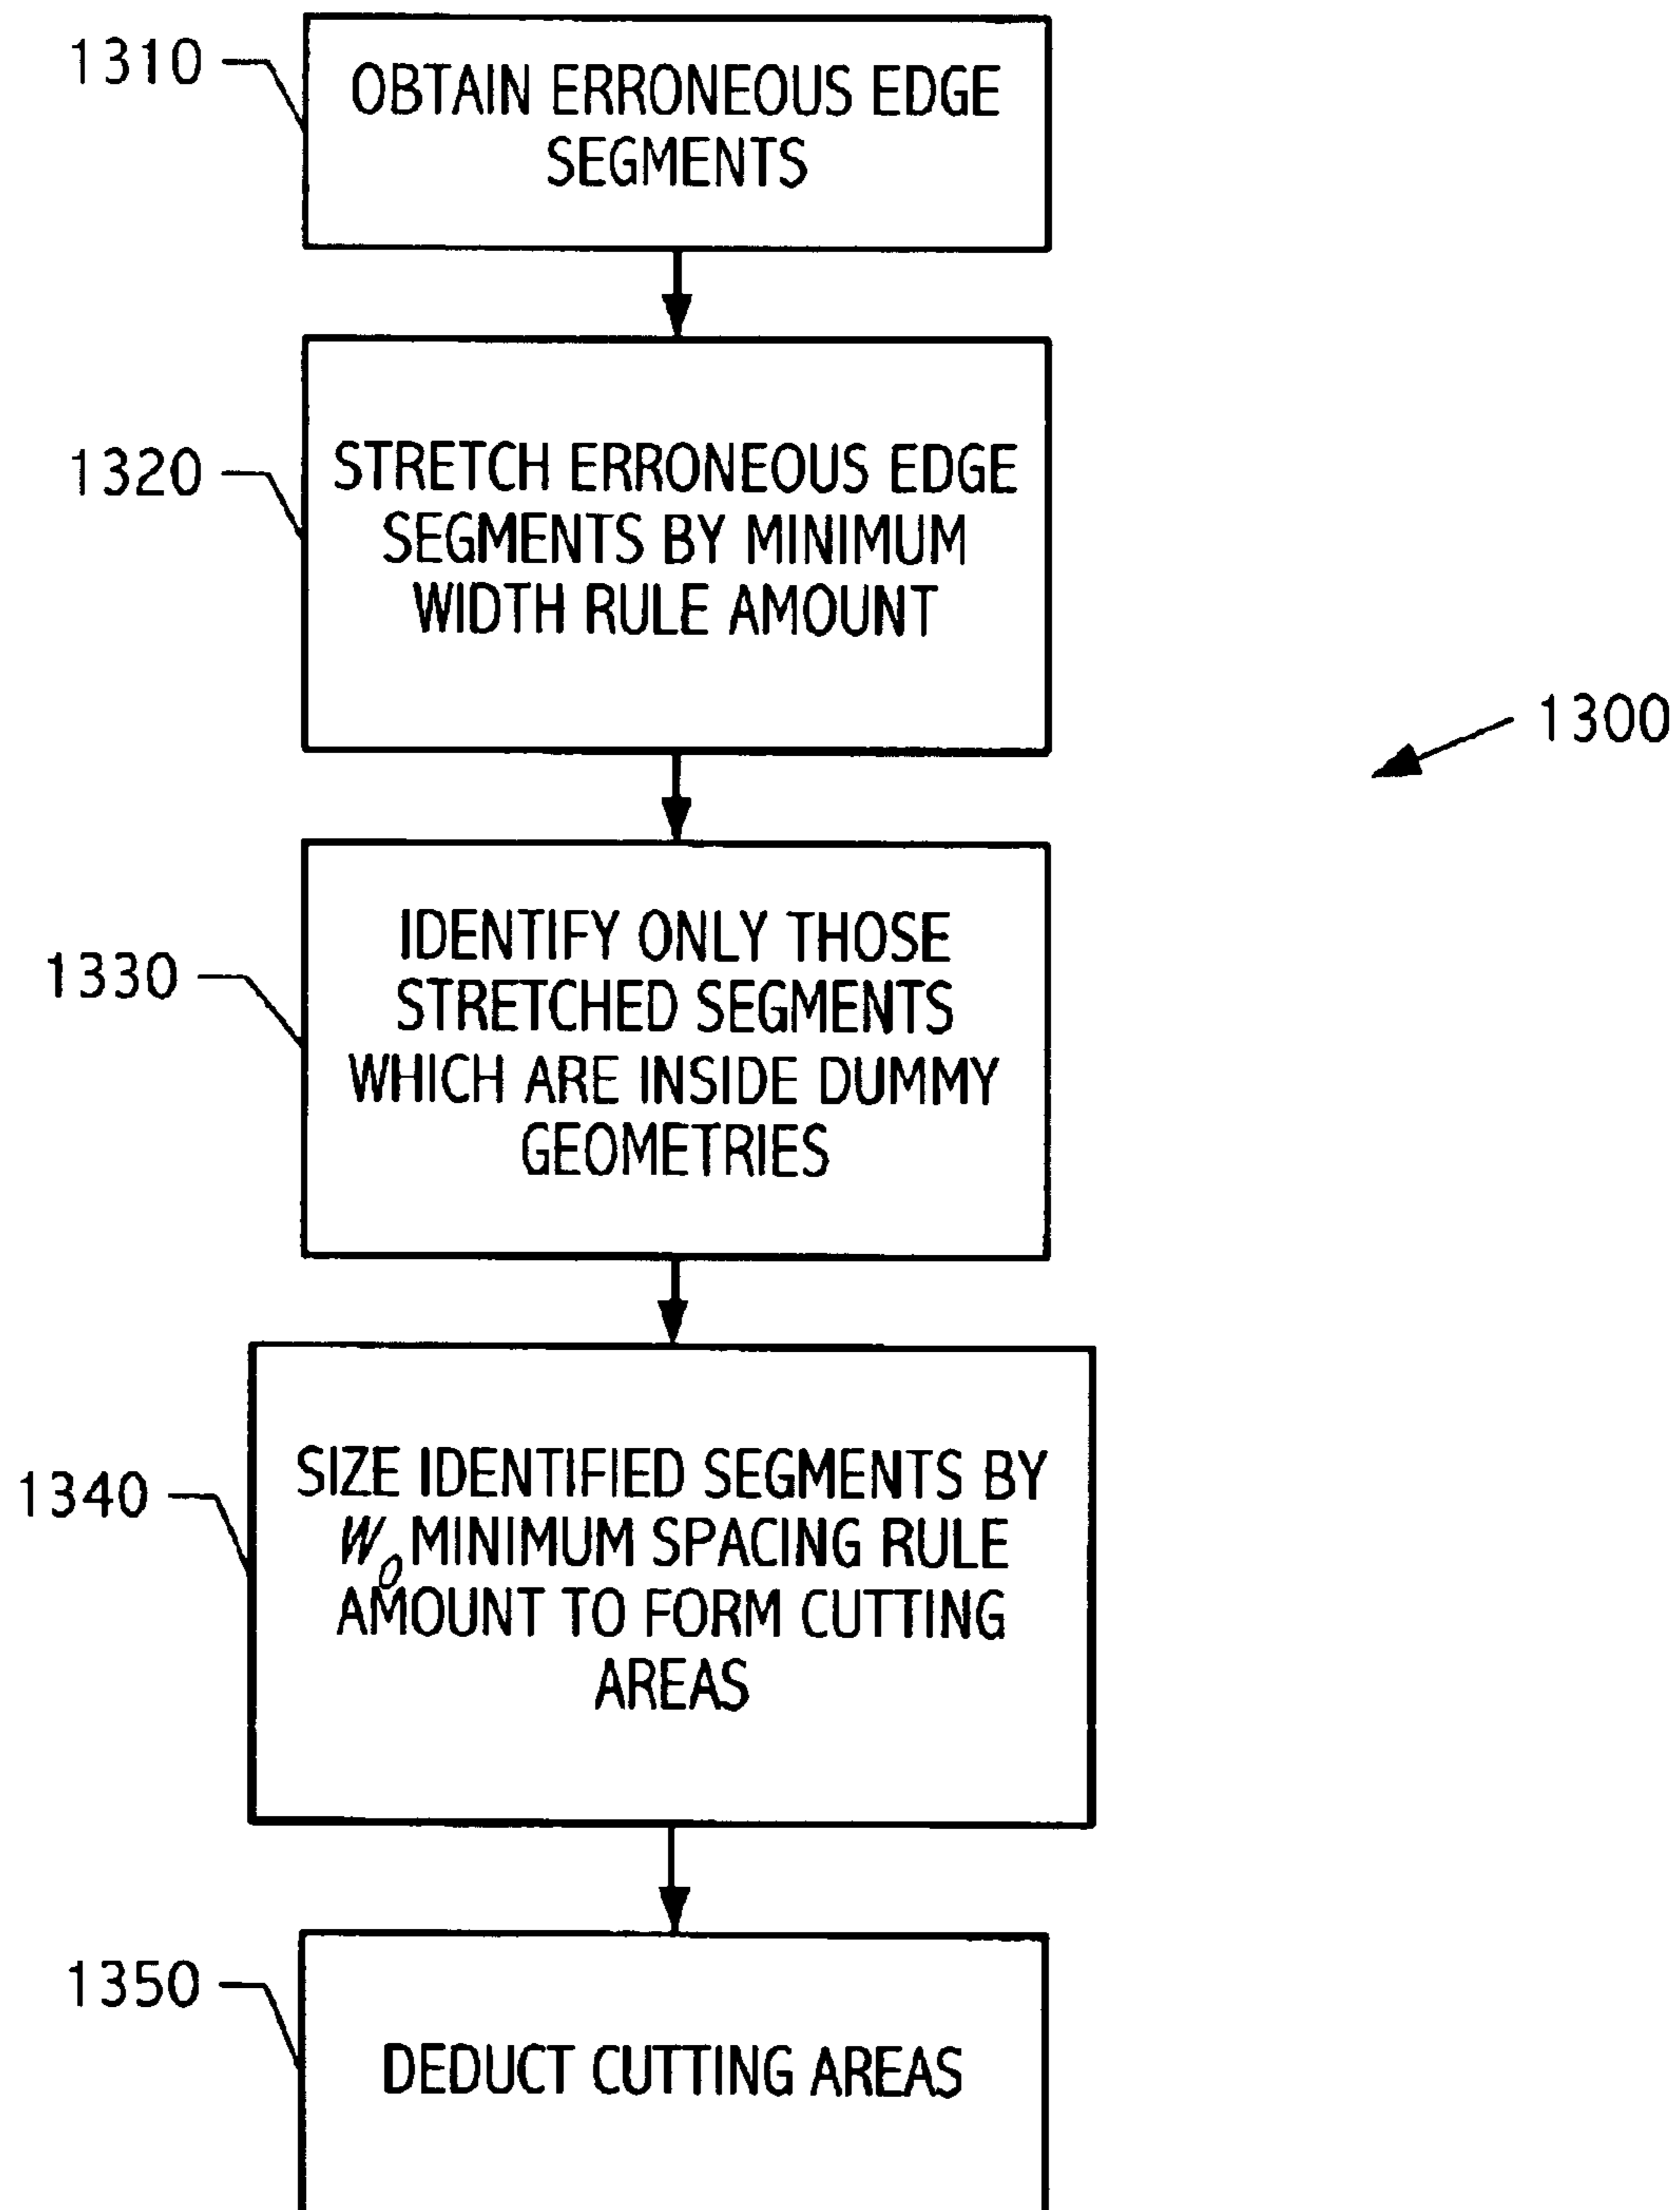 1310
OBTAIN ERRONEOUS EDGE
SEGMENTS
1320
STRETCH ERRONEOUS EDGE
SEGMENTS BY MINIMUM
WIDTH RULE AMOUNT
1300
1330
IDENTIFY ONLY THOSE
STRETCHED SEGMENTS
WHICH ARE INSIDE DUMMY
GEOMETRIES
1340
SIZE IDENTIFIED SEGMENTS BY
W0 MINIMUM SPACING RULE
AMOUNT TO FORM CUTTING
AREAS
1350
DEDUCT CUTTING AREAS